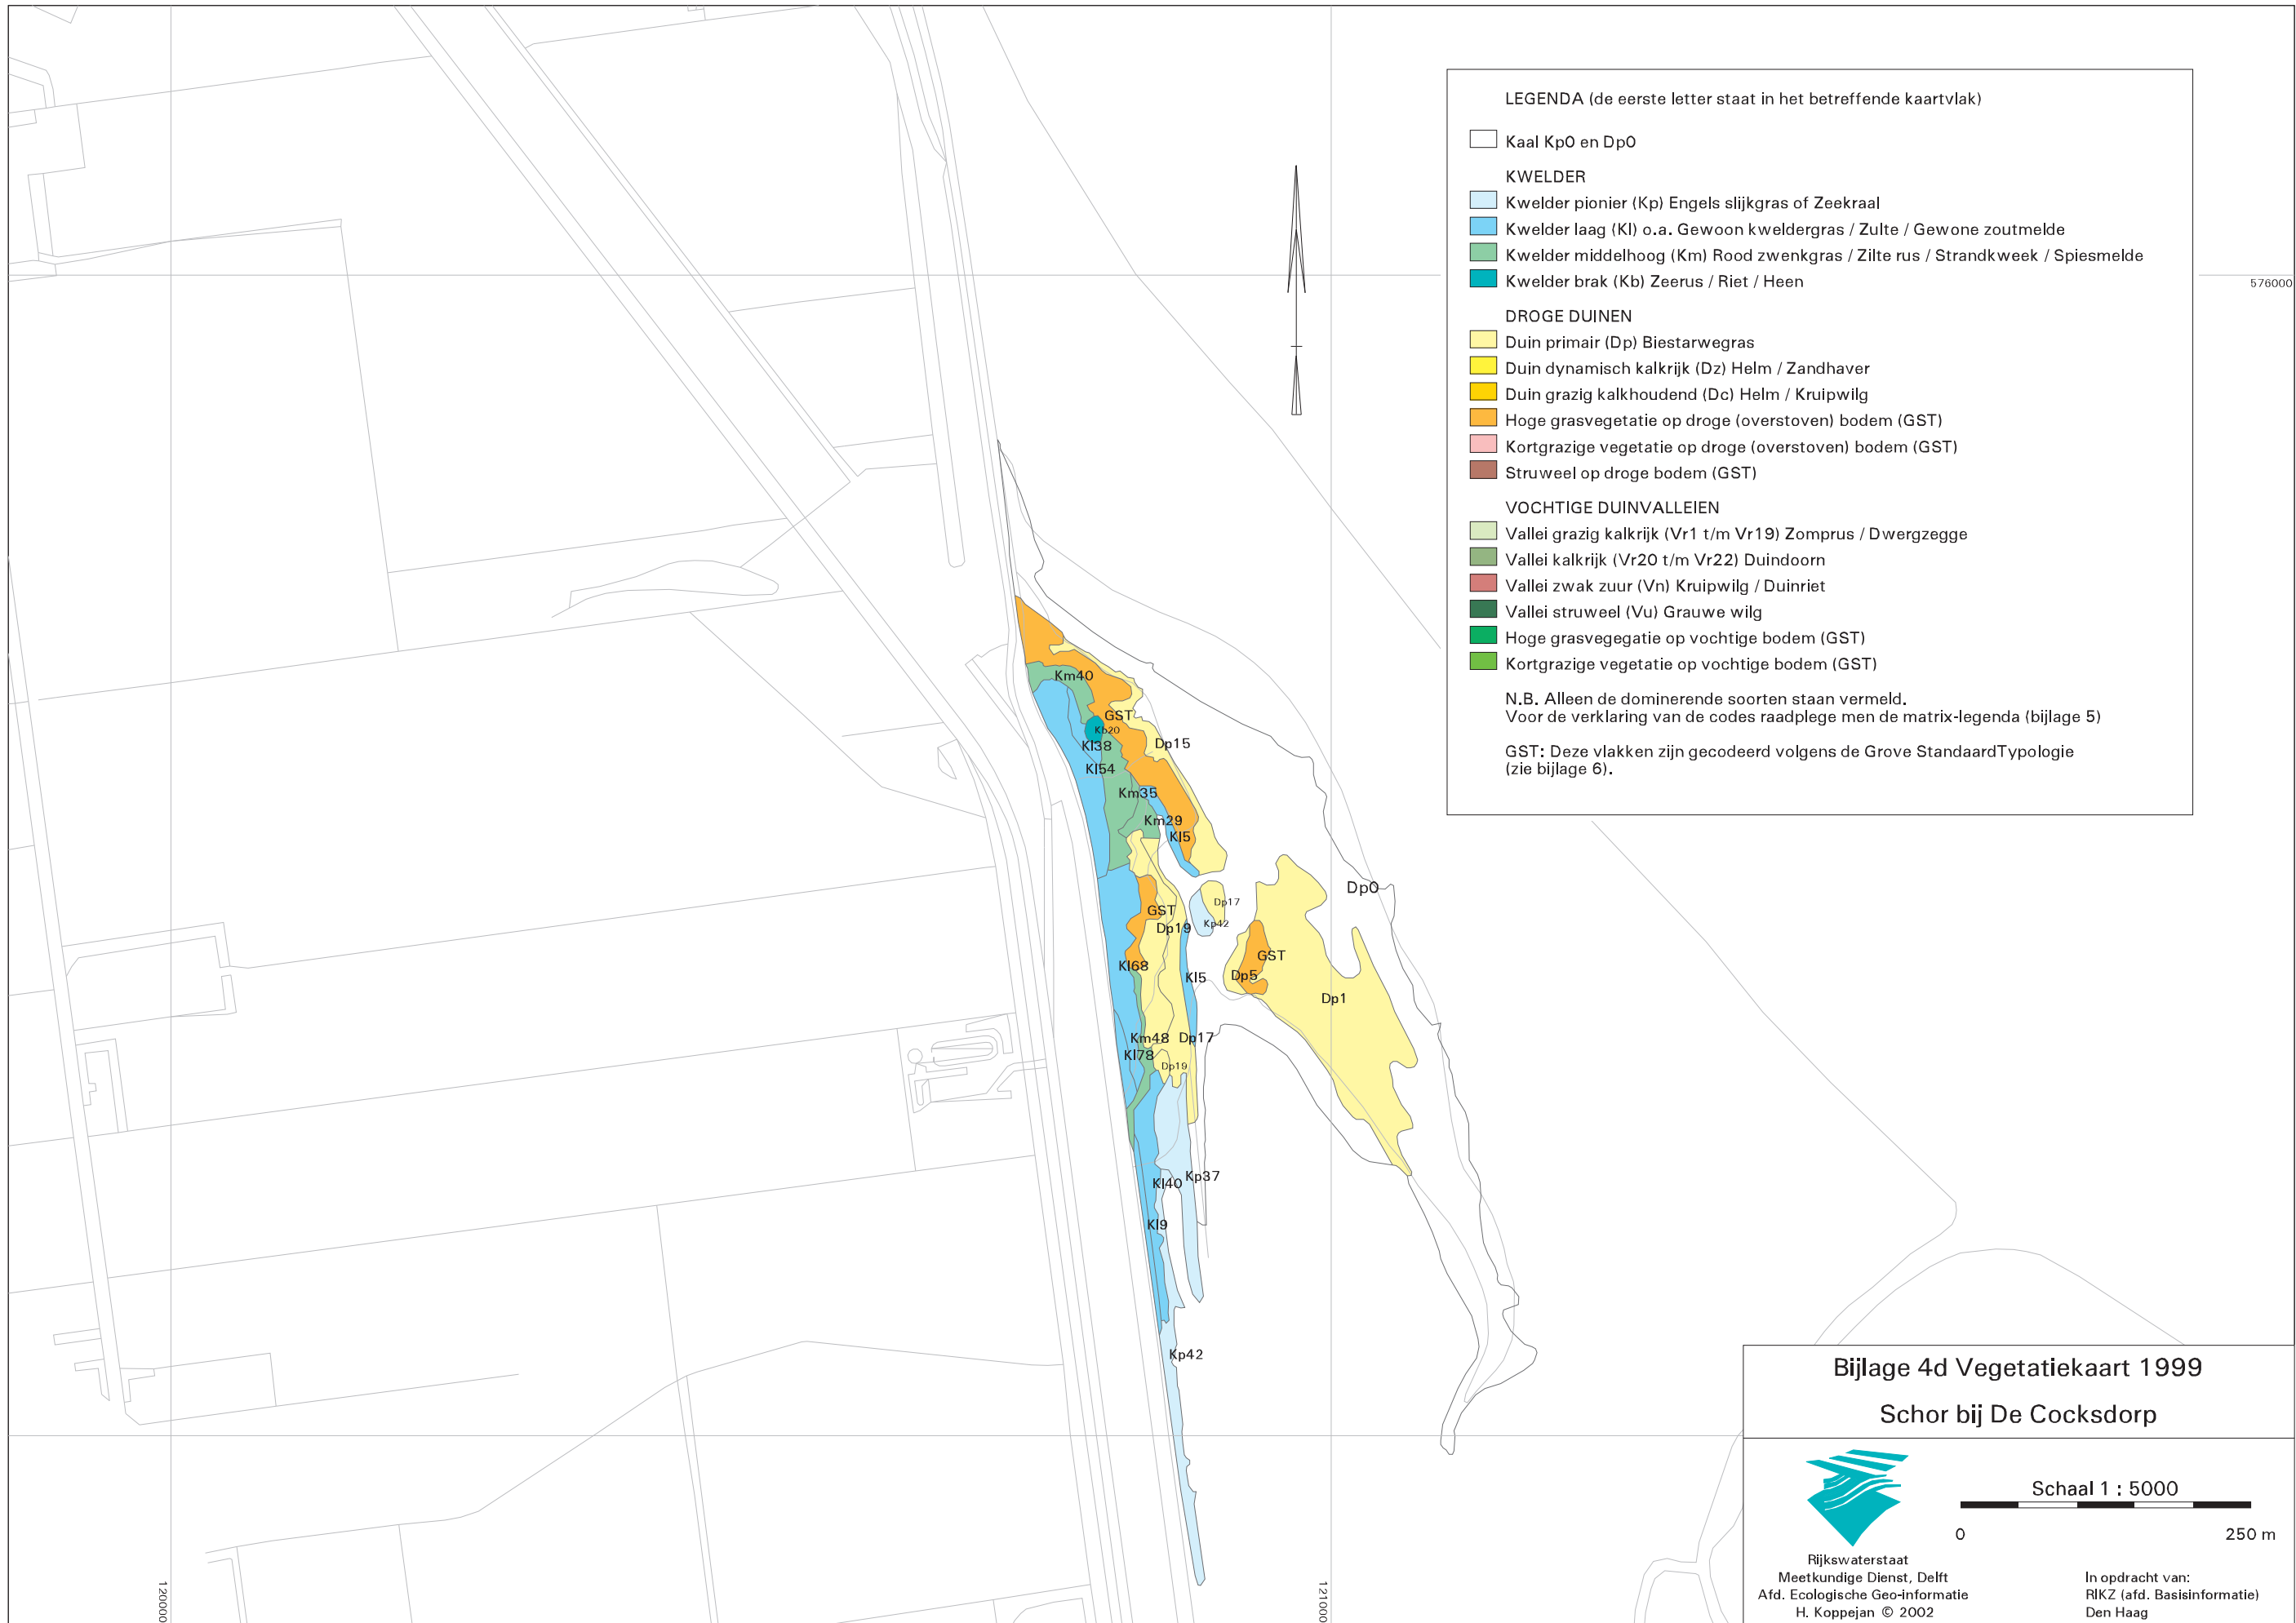 LEGENDA (de eerste letter staat in het betreffende kaartvlak)
Kaal Kp0 en Dp0
KWELDER
Kwelder pionier (Kp) Engels slijkgras of Zeekraal
Kwelder laag (Kl) o.a. Gewoon kweldergras / Zulte / Gewone zoutmelde
Kwelder middelhoog (Km) Rood zwenkgras / Zilte rus / Strandkweek / Spiesmelde
Kwelder brak (Kb) Zeerus / Riet / Heen
DROGE DUINEN
Duin primair (Dp) Biestarwegras
Duin dynamisch kalkrijk (Dz) Helm / Zandhaver
Duin grazig kalkhoudend (Dc) Helm / Kruipwilg
Hoge grasvegetatie op droge (overstoven) bodem (GST)
Kortgrazige vegetatie op droge (overstoven) bodem (GST)
Struweel op droge bodem (GST)
VOCHTIGE DUINVALLEIEN
Vallei grazig kalkrijk (Vr1 t/m Vr19) Zomprus / Dwergzegge
Vallei kalkrijk (Vr20 t/m Vr22) Duindoorn
Vallei zwak zuur (Vn) Kruipwilg / Duinriet
Vallei struweel (Vu) Grauwe wilg
Hoge grasvegegatie op vochtige bodem (GST)
Kortgrazige vegetatie op vochtige bodem (GST)
N.B. Alleen de dominerende soorten staan vermeld.
Voor de verklaring van de codes raadplege men de matrix-legenda (bijlage 5)
GST: Deze vlakken zijn gecodeerd volgens de Grove StandaardTypologie
(zie bijlage 6).
576000
Km40
GST
Kb20
Kl38
Dp15
Kl54
Km35
Km29
Kl5
Dp0
Dp17
GST
Kp42
Dp19
GST
Kl68
Kl5
Dp5
Dp1
Km48
Dp17
Kl78
Dp19
Kp37
Kl40
Kl9
Kp42
120000
121000
Bijlage 4d Vegetatiekaart 1999
Schor bij De Cocksdorp
Schaal 1 : 5000
0
250 m
Rijkswaterstaat
Meetkundige Dienst, Delft
Afd. Ecologische Geo-informatie
H. Koppejan © 2002
In opdracht van:
RIKZ (afd. Basisinformatie)
Den Haag